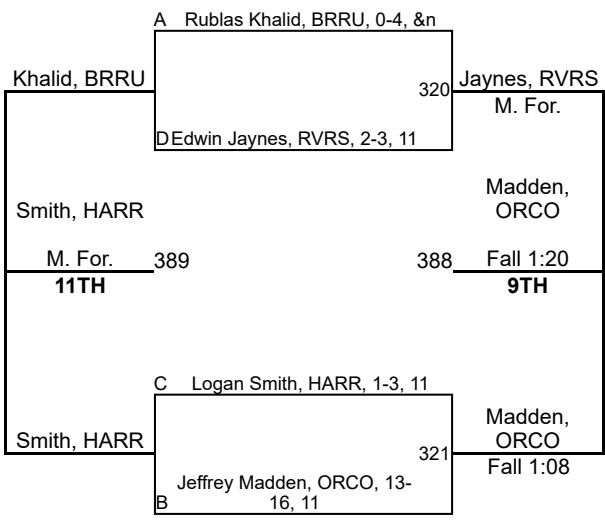 A Rublas Khalid, BRRU, 0-4, &n
Khalid, BRRU
320
Jaynes, RVRS
M. For.
D Edwin Jaynes, RVRS, 2-3, 11
Smith, HARR
Madden,
ORCO
M. For.
389
388
Fall 1:20
11TH
9TH
C Logan Smith, HARR, 1-3, 11
Smith, HARR
321
Madden,
ORCO
Fall 1:08
Jeffrey Madden, ORCO, 13-
B 16, 11